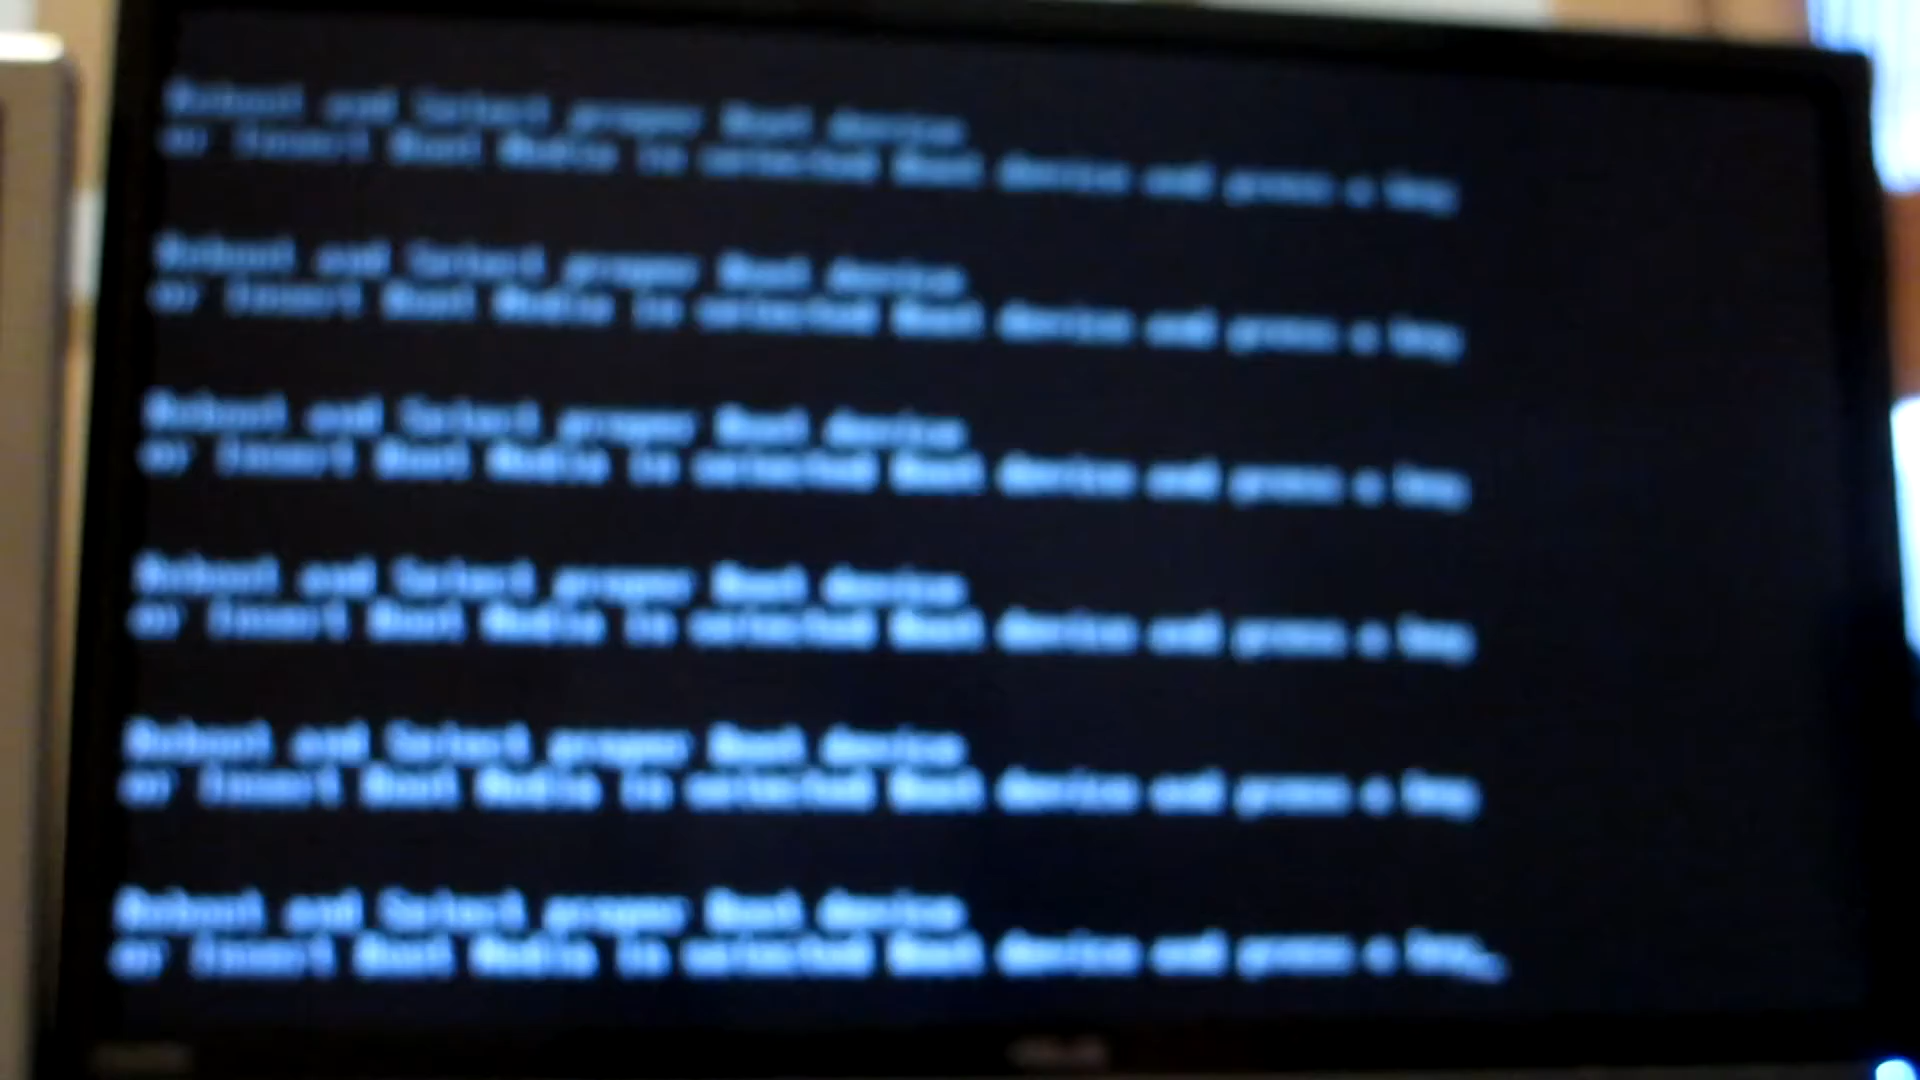 Reboot and Select proper Boot device
or Insert Boot Media in selected Boot device and press a key
Reboot and Select proper Boot device
or Insert Boot Media in selected Boot device and press a key
Reboot and Select proper Boot device
or Insert Boot Media in selected Boot device and press a key
Reboot and Select proper Boot device
or Insert Boot Media in selected Boot device and press a key
Reboot and Select proper Boot device
or Insert Boot Media in selected Boot device and press a key
Reboot and Select proper Boot device
or Insert Boot Media in selected Boot device and press a key_